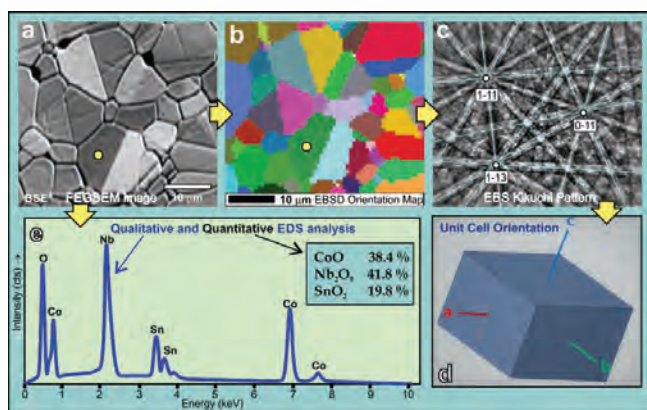 a
BSE FEGSEM Image 10 µm
b
10 µm EBSD Orientation Map
c
1-11
0-11
1-13
EBS Kikuchi Pattern
e
Qualitative and Quantitative EDS analysis
CoO 38.4 %
Nb₂O₅ 41.8 %
SnO₂ 19.8 %
Intensity (cts) →
O
Co
Nb
Sn
Sn
Co
Co
0 1 2 3 4 5 6 7 8 9 10
Energy (keV)
Unit Cell Orientation
c
a
b
d